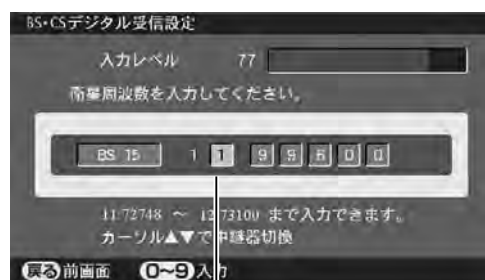 BS・CSデジタル受信設定
入力レベル 77
衛星周波数を入力してください。
BS 15 1 1 9 9 6 0 0
11.72748 ～ 12.73100 まで入力できます。
カーソル▲▼で中継器切換
戻る前画面 0～9入力